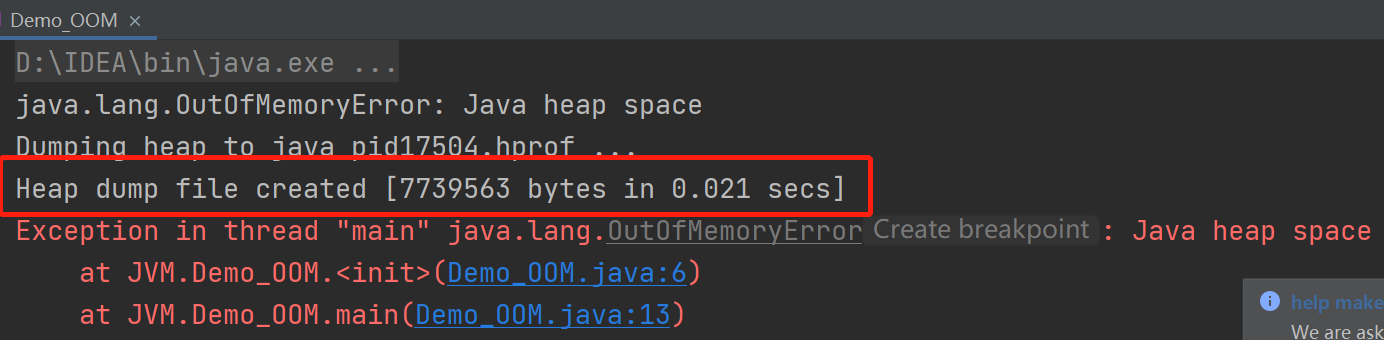 Demo_OOM ×
D:\IDEA\bin\java.exe ...
java.lang.OutOfMemoryError: Java heap space
Dumping heap to java_pid17504.hprof ...
Heap dump file created [7739563 bytes in 0.021 secs]
Exception in thread "main" java.lang.OutOfMemoryError Create breakpoint : Java heap space
at JVM.Demo_OOM.<init>(Demo_OOM.java:6)
at JVM.Demo_OOM.main(Demo_OOM.java:13)
help make
We are ask